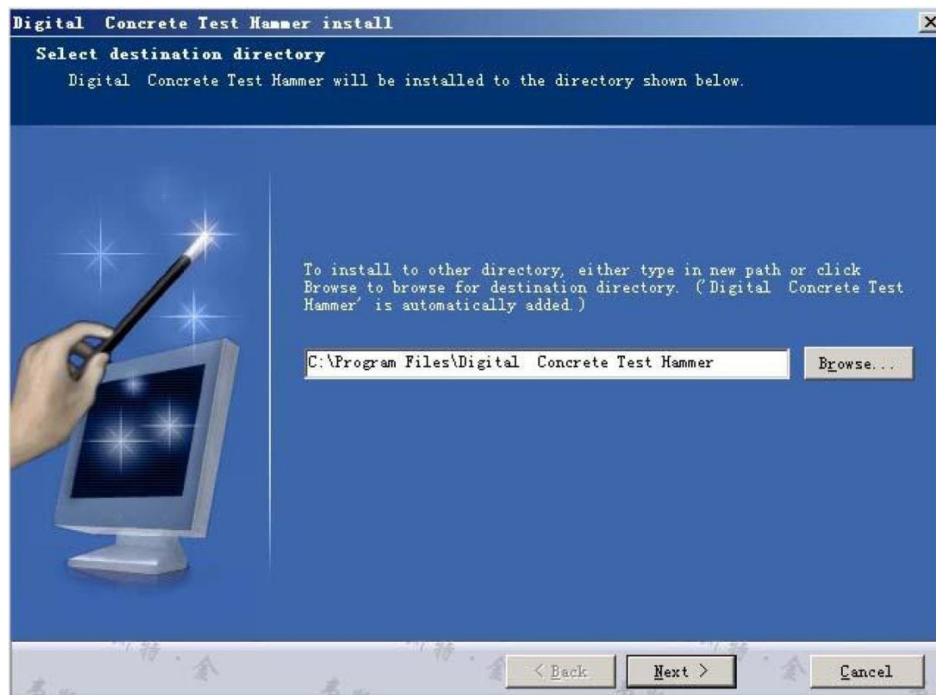 Digital  Concrete Test Hammer install
Select destination directory
Digital  Concrete Test Hammer will be installed to the directory shown below.
To install to other directory, either type in new path or click
Browse to browse for destination directory. ('Digital  Concrete Test
Hammer' is automatically added.)
C:\Program Files\Digital  Concrete Test Hammer
Browse...
特·金
< Back
Next >
Cancel